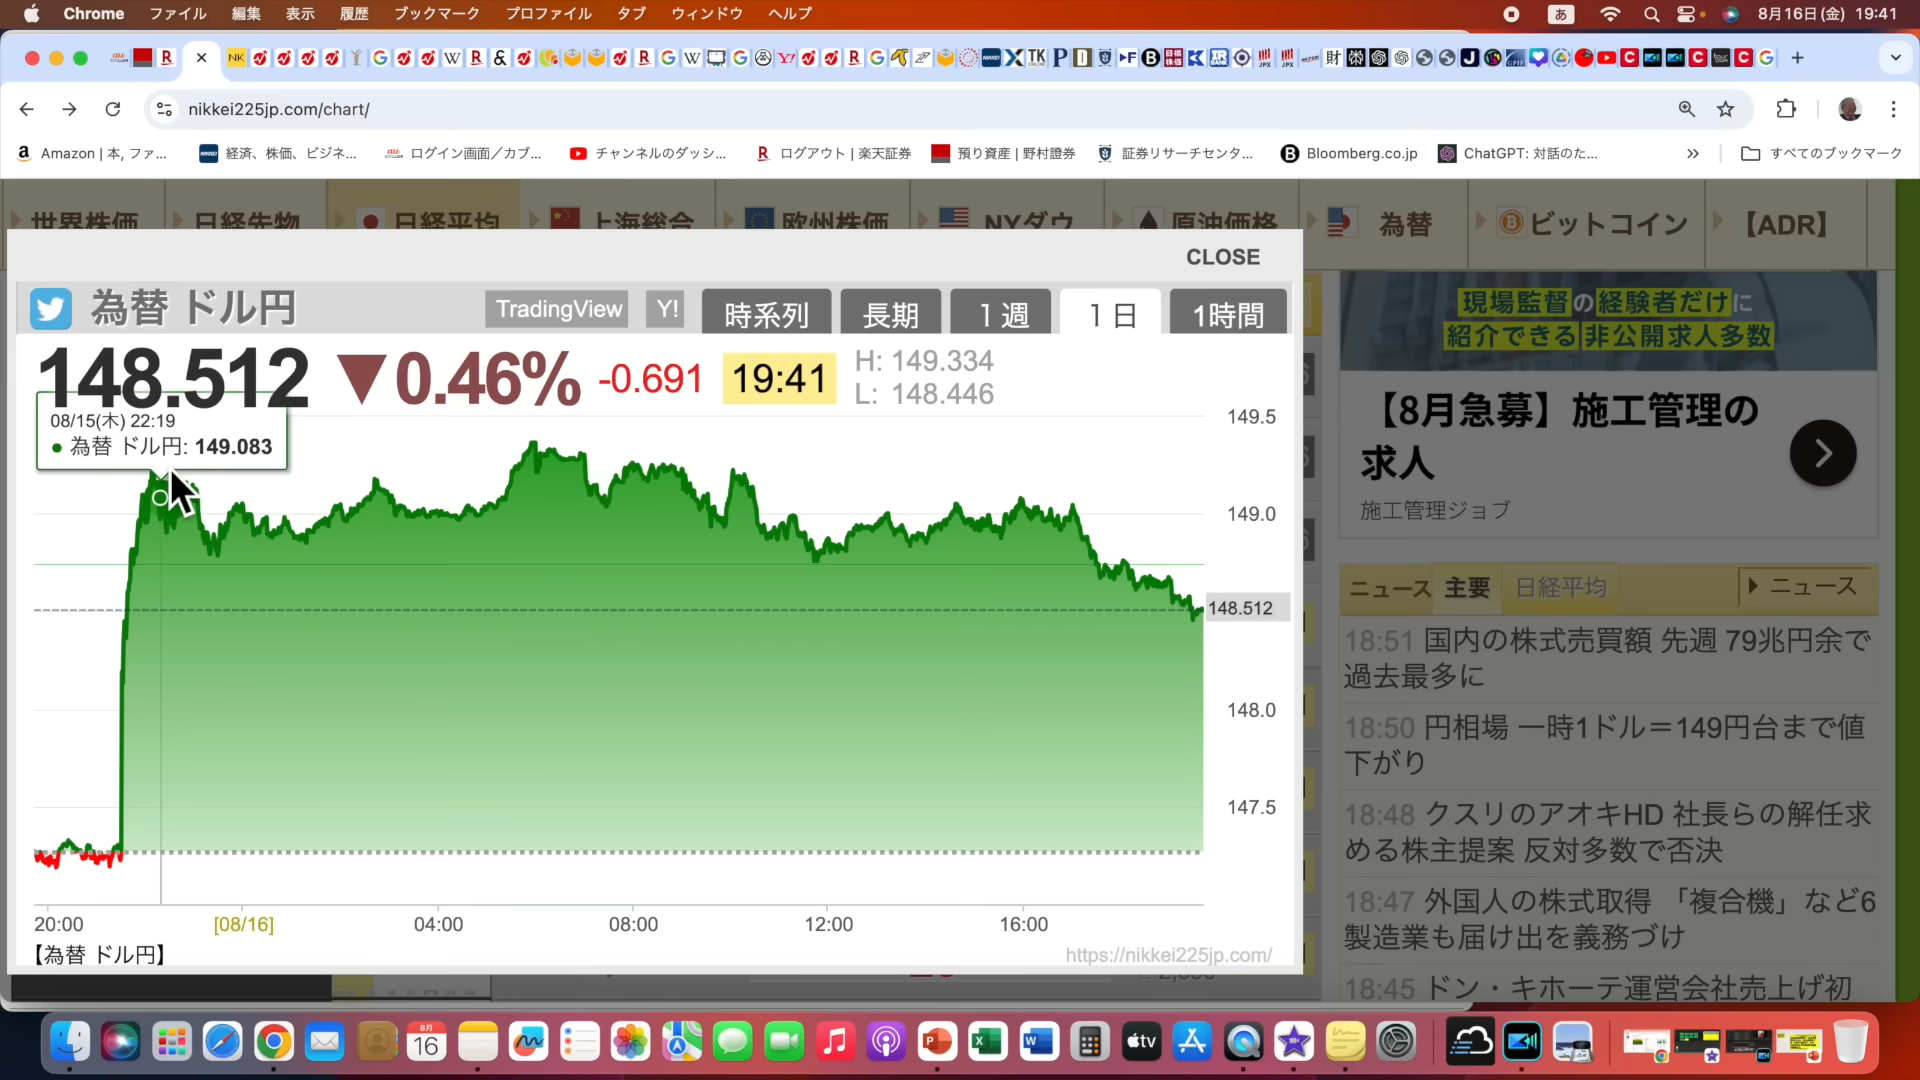 Chrome ファイル 編集 表示 履歴 ブックマーク プロファイル タブ ウィンドウ ヘルプ あ 8月16日(金) 19:41
nikkei225jp.com/chart/
Amazon | 本, ファ... 経済、株価、ビジネ... ログイン画面／カブ... チャンネルのダッシ... ログアウト | 楽天証券 預り資産 | 野村證券 証券リサーチセンタ... Bloomberg.co.jp ChatGPT: 対話のた... » すべてのブックマーク
世界株価 日経先物 日経平均 上海総合 欧州株価 NYダウ 原油価格 為替 ビットコイン 【ADR】
CLOSE
為替 ドル円 TradingView Y! 時系列 長期 1週 1日 1時間
148.512 ▼0.46% -0.691 19:41 H: 149.334
L: 148.446
08/15(木) 22:19
為替 ドル円: 149.083
149.5
149.0
148.512
148.0
147.5
20:00 [08/16] 04:00 08:00 12:00 16:00
【為替 ドル円】 https://nikkei225jp.com/
現場監督の経験者だけに
紹介できる非公開求人多数
【8月急募】施工管理の
求人
施工管理ジョブ
ニュース 主要 日経平均 ニュース
18:51 国内の株式売買額 先週 79兆円余で
過去最多に
18:50 円相場 一時1ドル＝149円台まで値
下がり
18:48 クスリのアオキHD 社長らの解任求
める株主提案 反対多数で否決
18:47 外国人の株式取得 「複合機」など6
製造業も届け出を義務づけ
18:45 ドン・キホーテ運営会社売上げ初
8月
16
tv